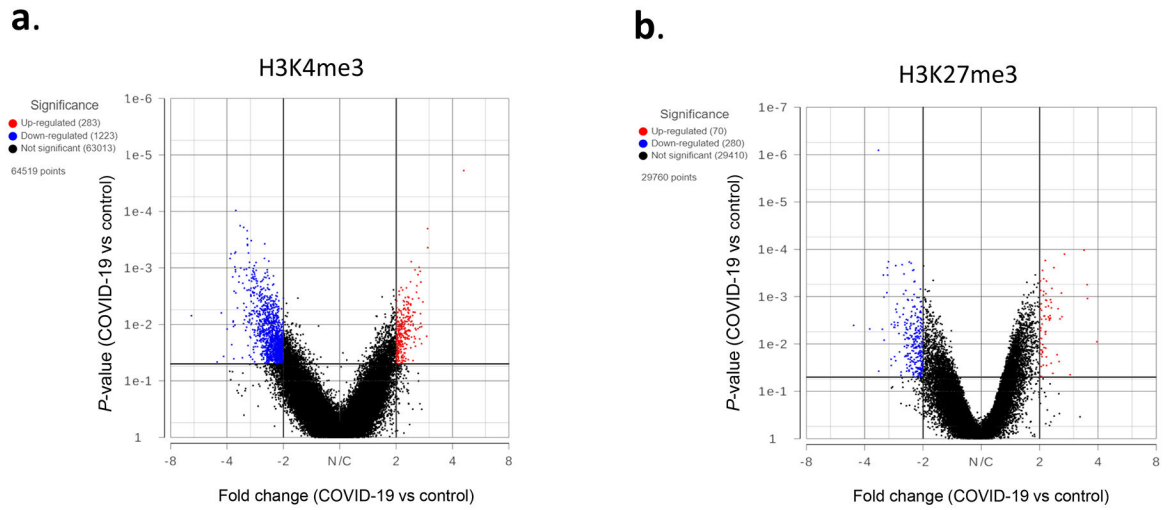 a.
H3K4me3
Significance
Up-regulated (283)
Down-regulated (1223)
Not significant (63013)
64519 points
P-value (COVID-19 vs control)
1e-6
1e-5
1e-4
1e-3
1e-2
1e-1
1
-8 -4 -2 N/C 2 4 8
Fold change (COVID-19 vs control)
b.
H3K27me3
Significance
Up-regulated (70)
Down-regulated (280)
Not significant (29410)
29760 points
P-value (COVID-19 vs control)
1e-7
1e-6
1e-5
1e-4
1e-3
1e-2
1e-1
1
-8 -4 -2 N/C 2 4 8
Fold change (COVID-19 vs control)